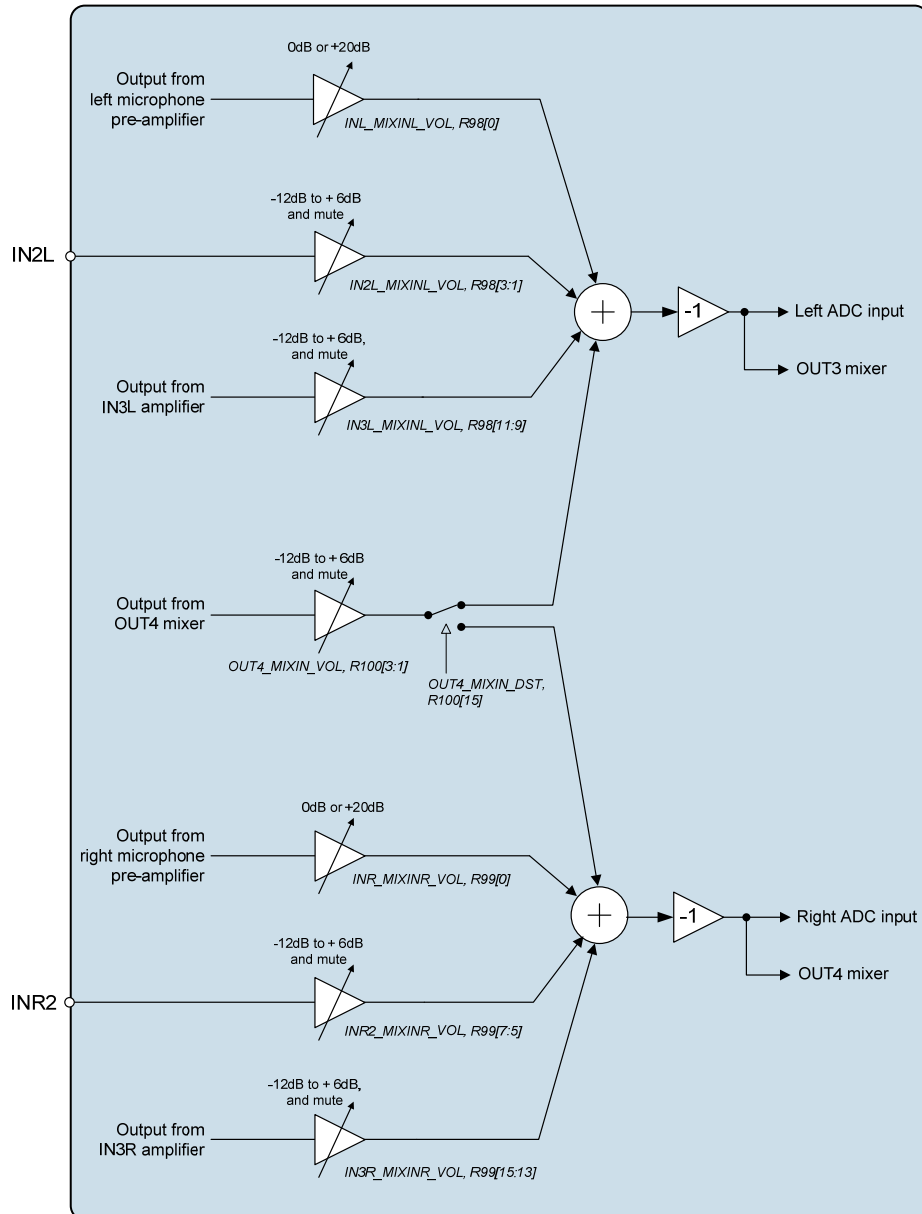 0dB or +20dB
Output from
left microphone
pre-amplifier
INL_MIXINL_VOL, R98[0]
-12dB to + 6dB
and mute
IN2L
IN2L_MIXINL_VOL, R98[3:1]
+
-1
Left ADC input
OUT3 mixer
-12dB to + 6dB,
and mute
Output from
IN3L amplifier
IN3L_MIXINL_VOL, R98[11:9]
-12dB to + 6dB
and mute
Output from
OUT4 mixer
OUT4_MIXIN_VOL, R100[3:1]
OUT4_MIXIN_DST,
R100[15]
0dB or +20dB
Output from
right microphone
pre-amplifier
INR_MIXINR_VOL, R99[0]
+
-1
Right ADC input
OUT4 mixer
-12dB to + 6dB
and mute
INR2
INR2_MIXINR_VOL, R99[7:5]
-12dB to + 6dB,
and mute
Output from
IN3R amplifier
IN3R_MIXINR_VOL, R99[15:13]